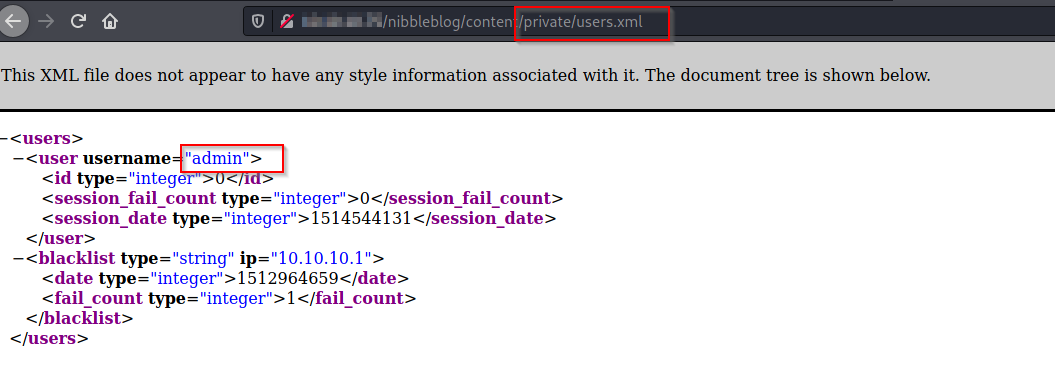 /nibbleblog/content/private/users.xml
This XML file does not appear to have any style information associated with it. The document tree is shown below.
−<users>
−<user username="admin">
<id type="integer">0</id>
<session_fail_count type="integer">0</session_fail_count>
<session_date type="integer">1514544131</session_date>
</user>
−<blacklist type="string" ip="10.10.10.1">
<date type="integer">1512964659</date>
<fail_count type="integer">1</fail_count>
</blacklist>
</users>